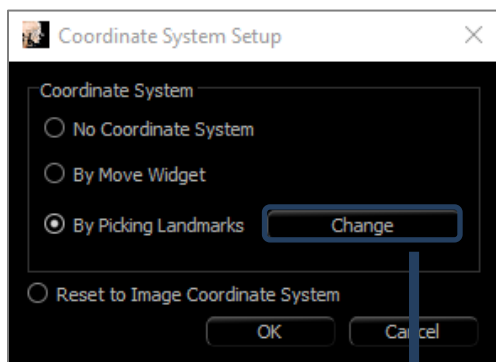 Coordinate System Setup
Coordinate System
No Coordinate System
By Move Widget
By Picking Landmarks Change
Reset to Image Coordinate System
OK Cancel